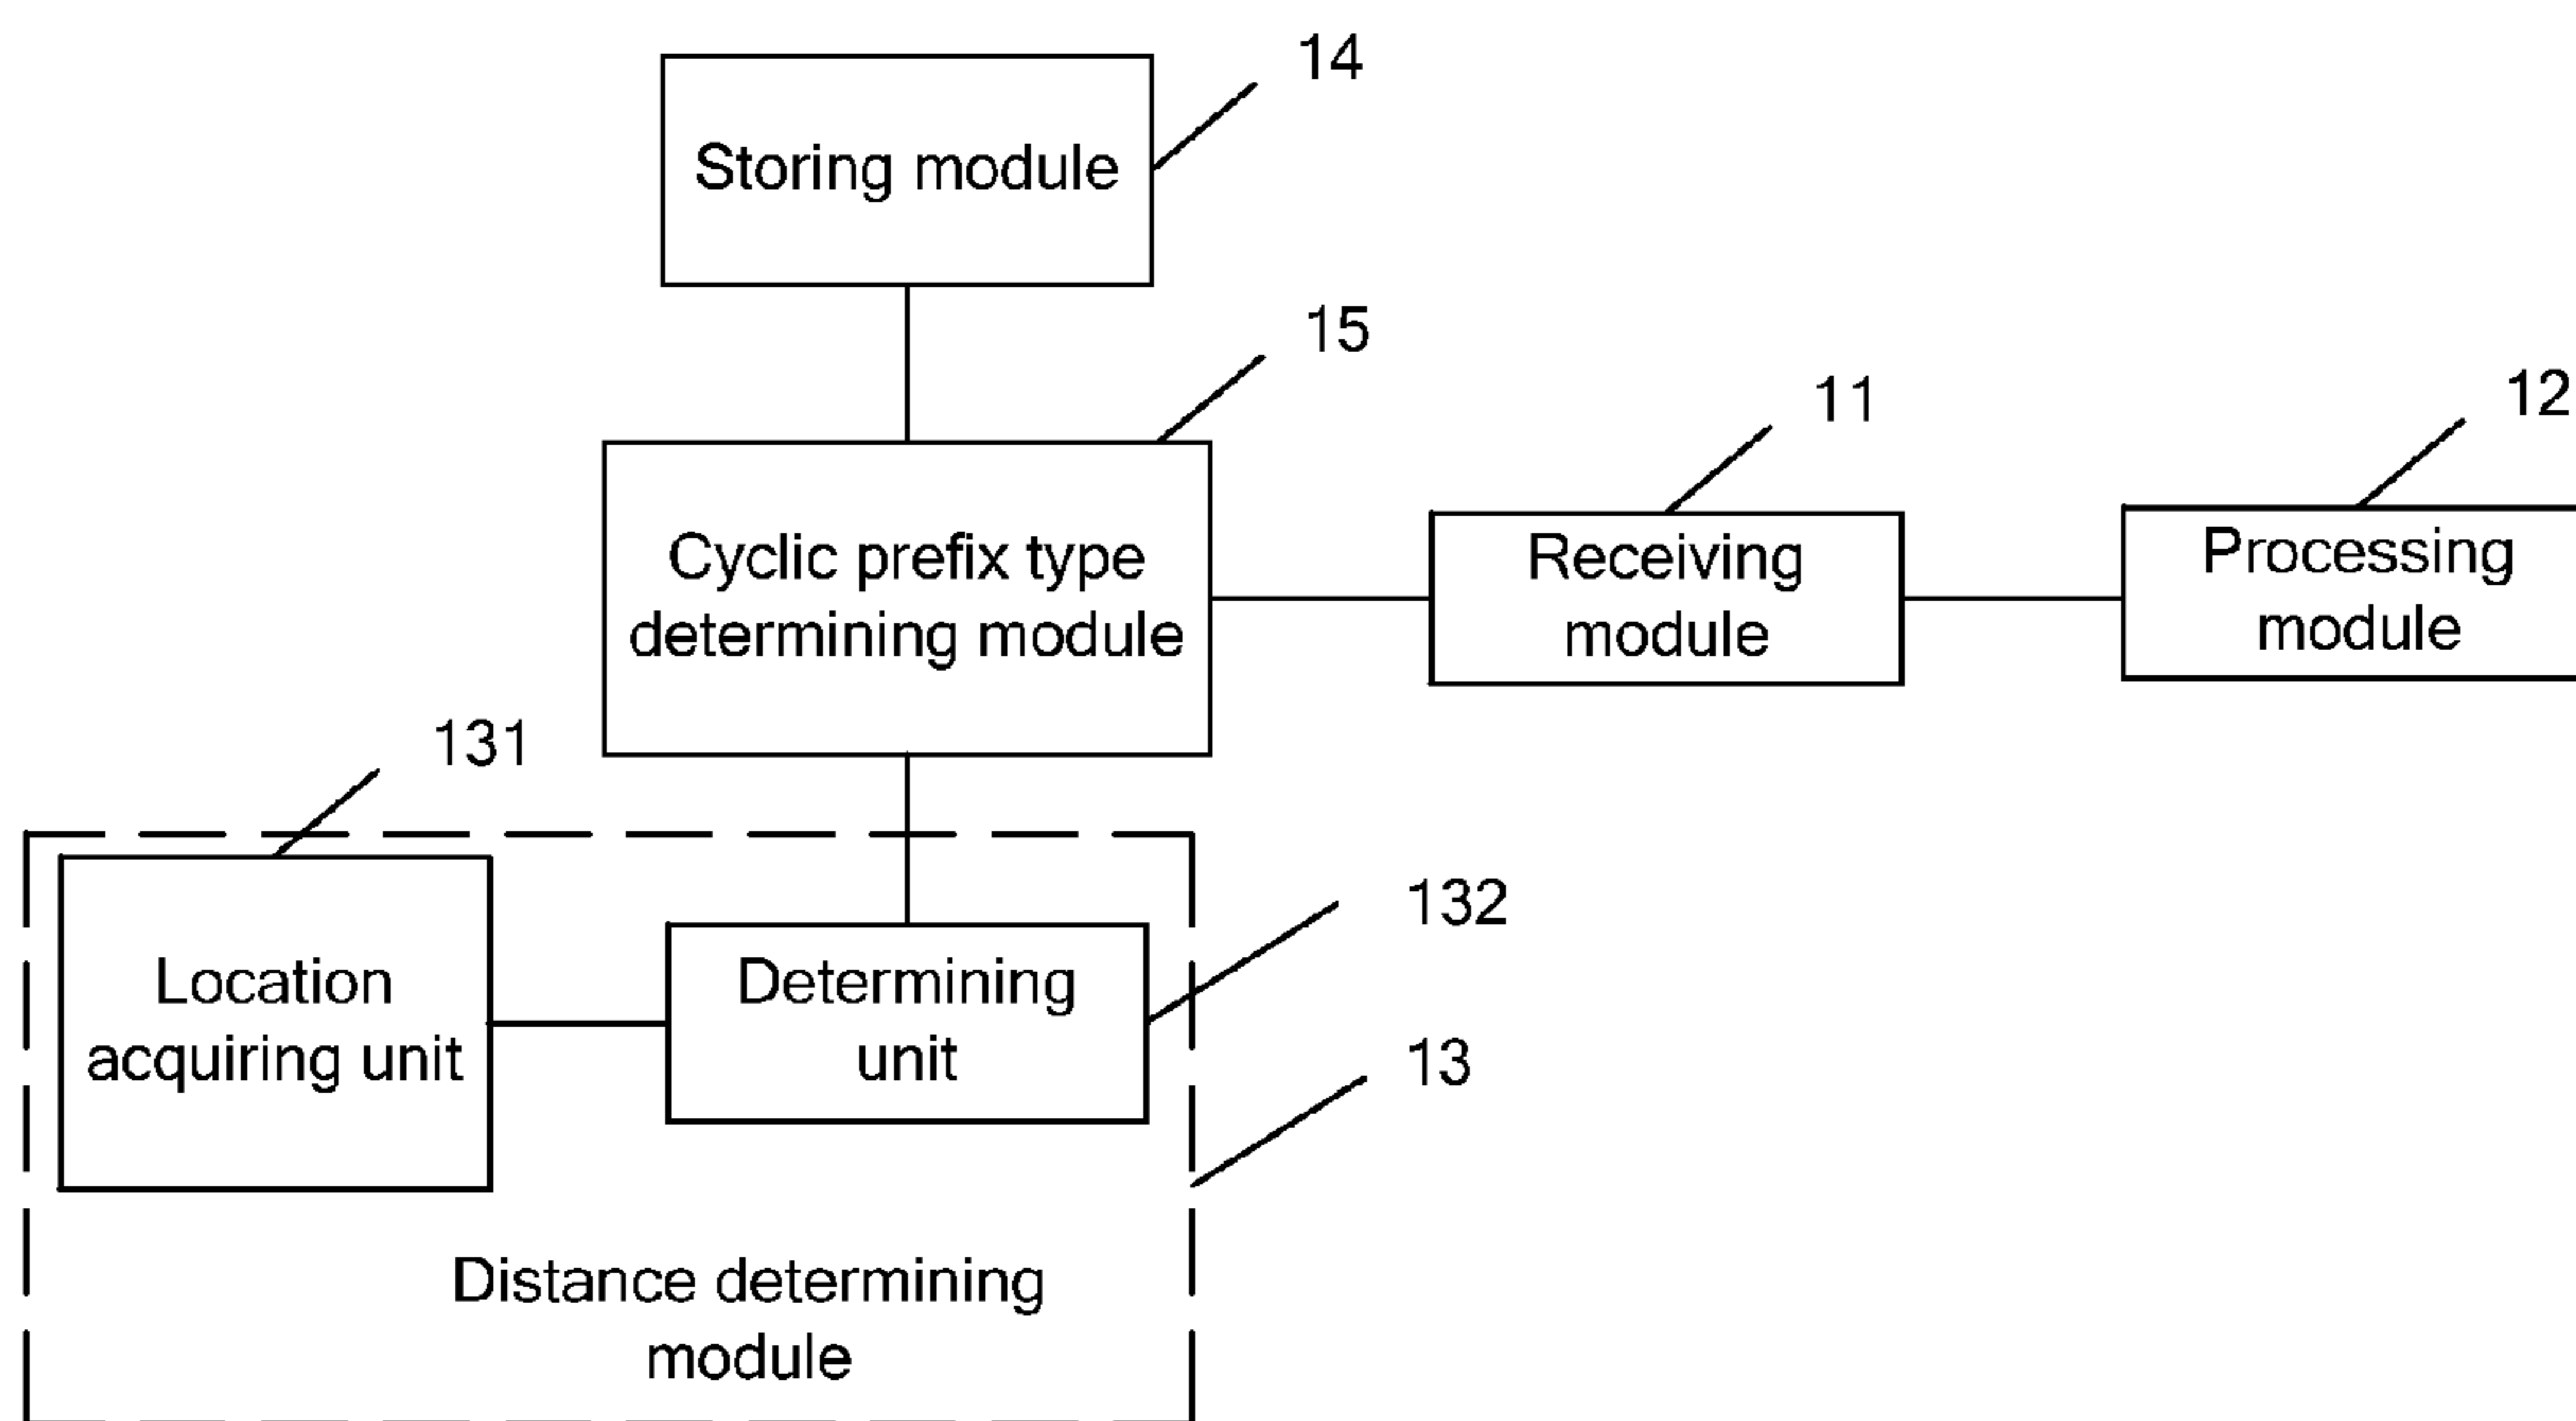 14
Storing module
15
Cyclic prefix type
determining module
11
Receiving
module
12
Processing
module
131
Location
acquiring unit
132
Determining
unit
13
Distance determining
module